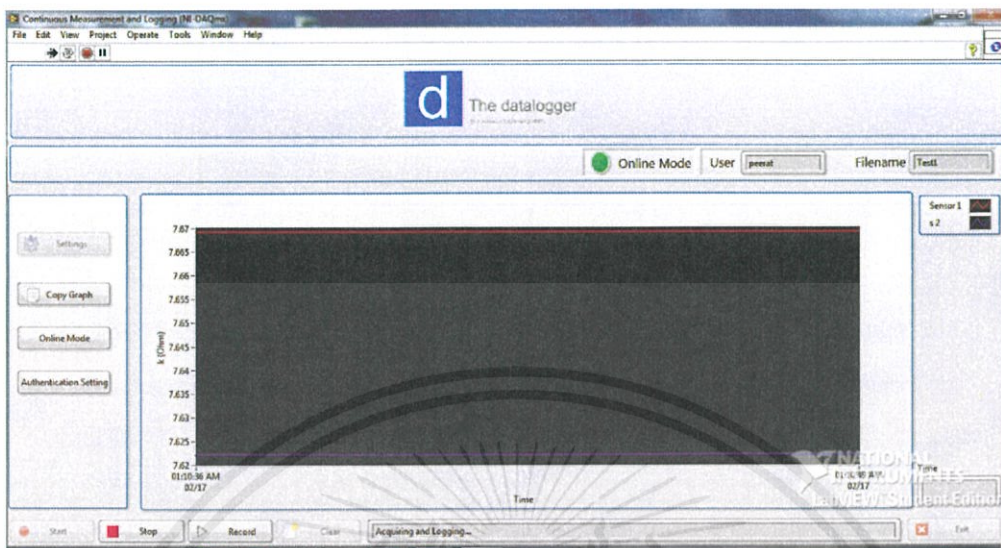 Continuous Measurement and Logging (NI-DAQmx)
File Edit View Project Operate Tools Window Help
d The datalogger
Online Mode User peerat Filename Test1
Sensor 1
s 2
Settings
Copy Graph
Online Mode
Authentication Setting
k (Ohm)
7.67
7.665
7.66
7.655
7.65
7.645
7.64
7.635
7.63
7.625
7.62
01:10:36 AM
02/17
02/17
Time
NATIONAL
INSTRUMENTS
LabVIEW Student Edition
Time
Start Stop Record Clear Acquiring and Logging... Exit